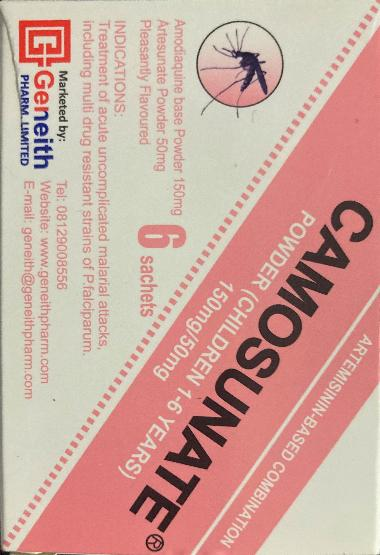 ARTEMISININ-BASED COMBINATION
CAMOSUNATE®
POWDER (CHILDREN 1-6 YEARS)
150mg/50mg
Amodiaquine base Powder 150mg
Artesunate Powder 50mg
Pleasantly Flavoured
6 sachets
INDICATIONS:
Treatment of acute uncomplicated malarial attacks,
including multi drug resistant strains of P.falciparum.
Marketed by:
Geneith
PHARM. LIMITED
Tel: 08129008556
Website: www.geneithpharm.com
E-mail: geneith@geneithpharm.com